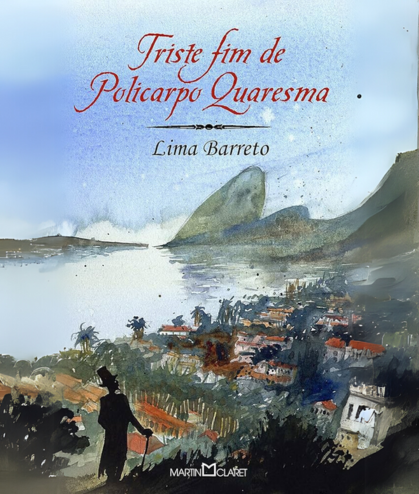 Triste fim de
Policarpo Quaresma
Lima Barreto
MARTIN CLARET